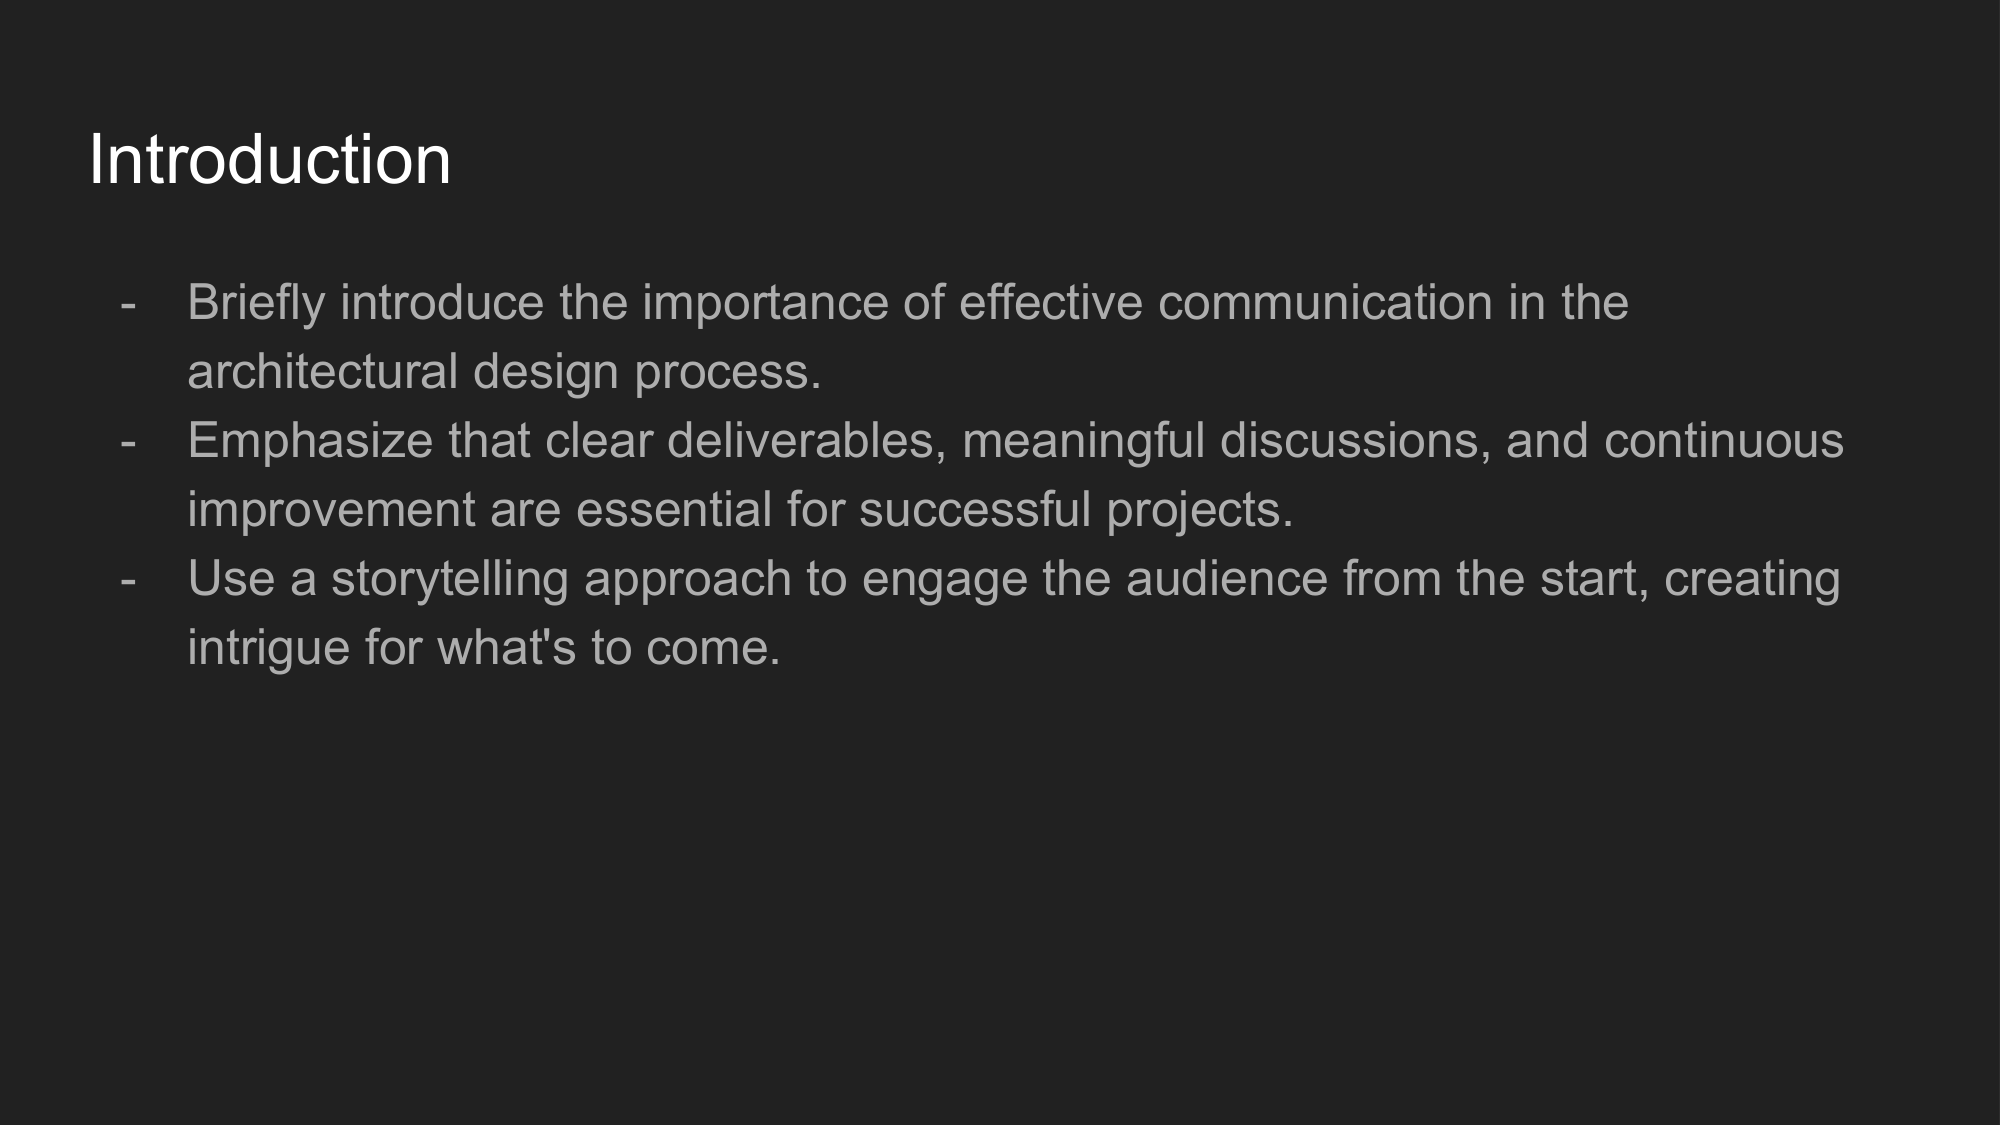 Introduction
- Briefly introduce the importance of effective communication in the
architectural design process.
- Emphasize that clear deliverables, meaningful discussions, and continuous
improvement are essential for successful projects.
- Use a storytelling approach to engage the audience from the start, creating
intrigue for what's to come.